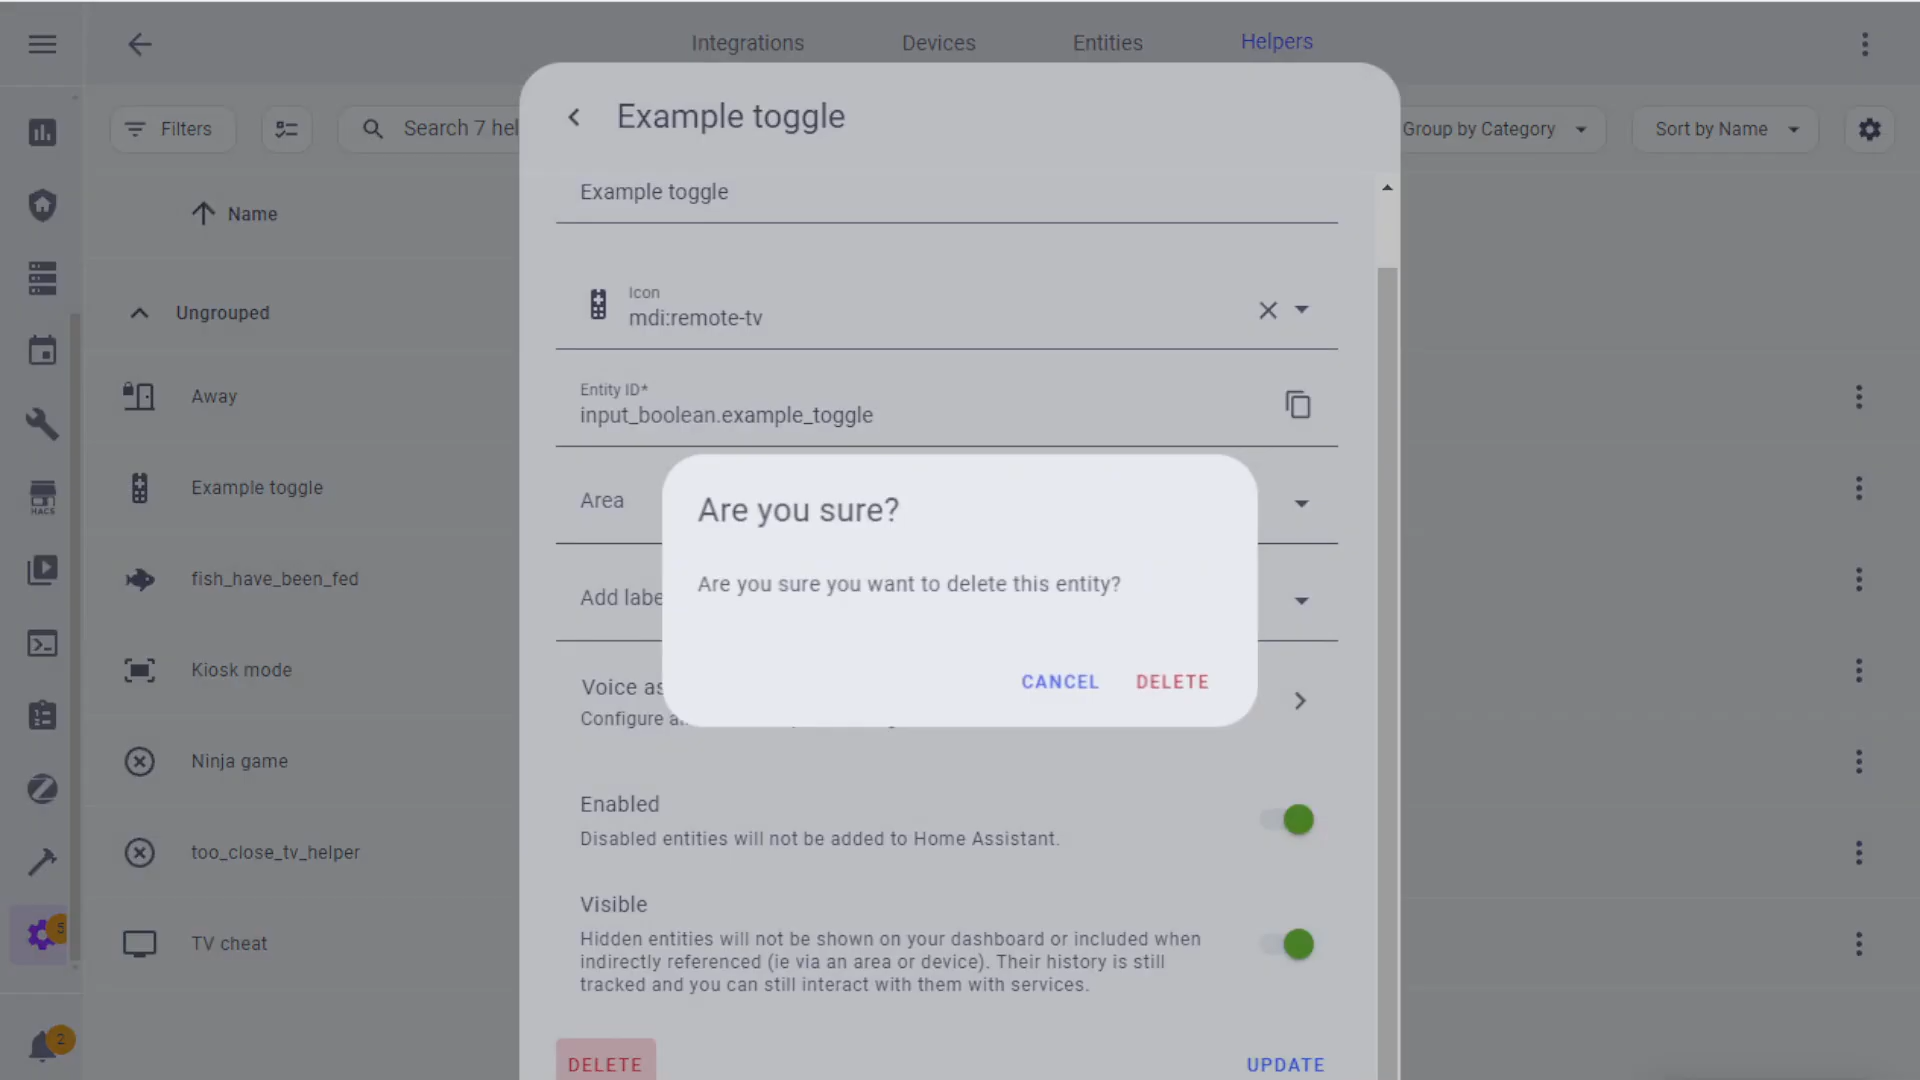 Integrations
Devices
Entities
Helpers
Filters
Search 7 hel
Group by Category
Sort by Name
Name
Ungrouped
Away
Example toggle
fish_have_been_fed
Kiosk mode
Ninja game
too_close_tv_helper
TV cheat
HACS
5
2
Example toggle
Example toggle
Icon
mdi:remote-tv
Entity ID*
input_boolean.example_toggle
Area
Add labe
Voice as
Configure a
Are you sure?
Are you sure you want to delete this entity?
CANCEL
DELETE
Enabled
Disabled entities will not be added to Home Assistant.
Visible
Hidden entities will not be shown on your dashboard or included when
indirectly referenced (ie via an area or device). Their history is still
tracked and you can still interact with them with services.
DELETE
UPDATE